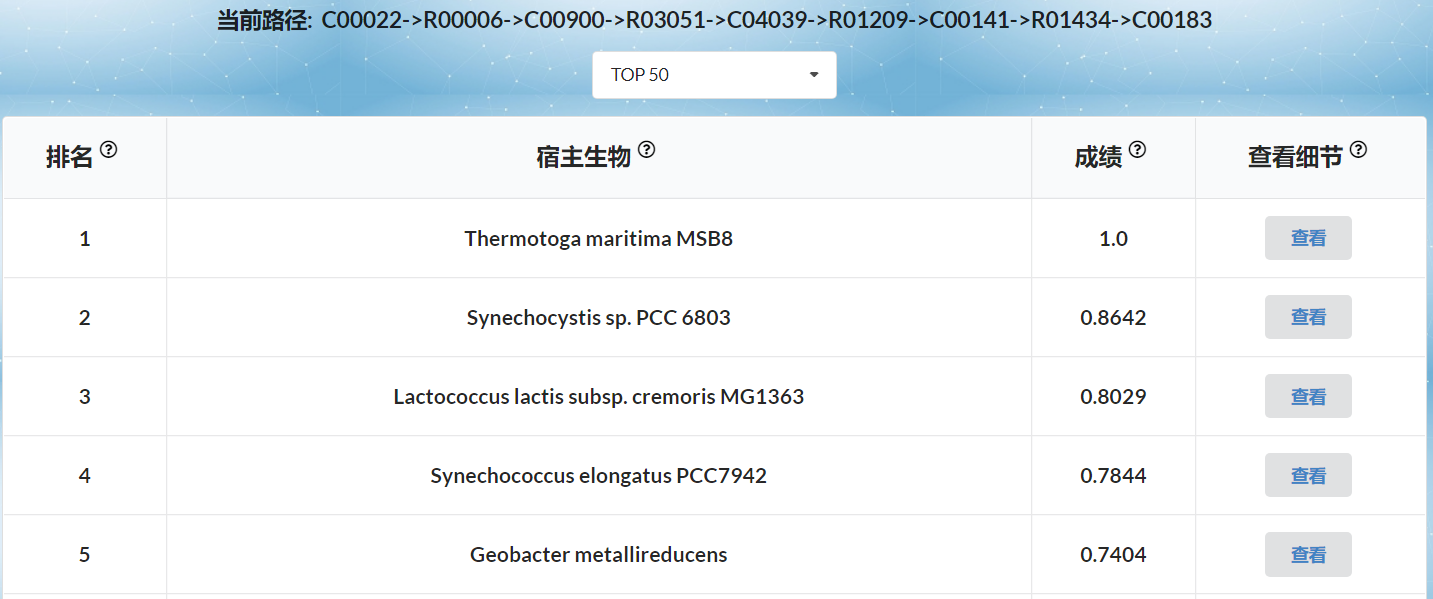 当前路径: C00022->R00006->C00900->R03051->C04039->R01209->C00141->R01434->C00183
TOP 50
排名 ? 宿主生物 ? 成绩 ? 查看细节 ?
1 Thermotoga maritima MSB8 1.0 查看
2 Synechocystis sp. PCC 6803 0.8642 查看
3 Lactococcus lactis subsp. cremoris MG1363 0.8029 查看
4 Synechococcus elongatus PCC7942 0.7844 查看
5 Geobacter metallireducens 0.7404 查看